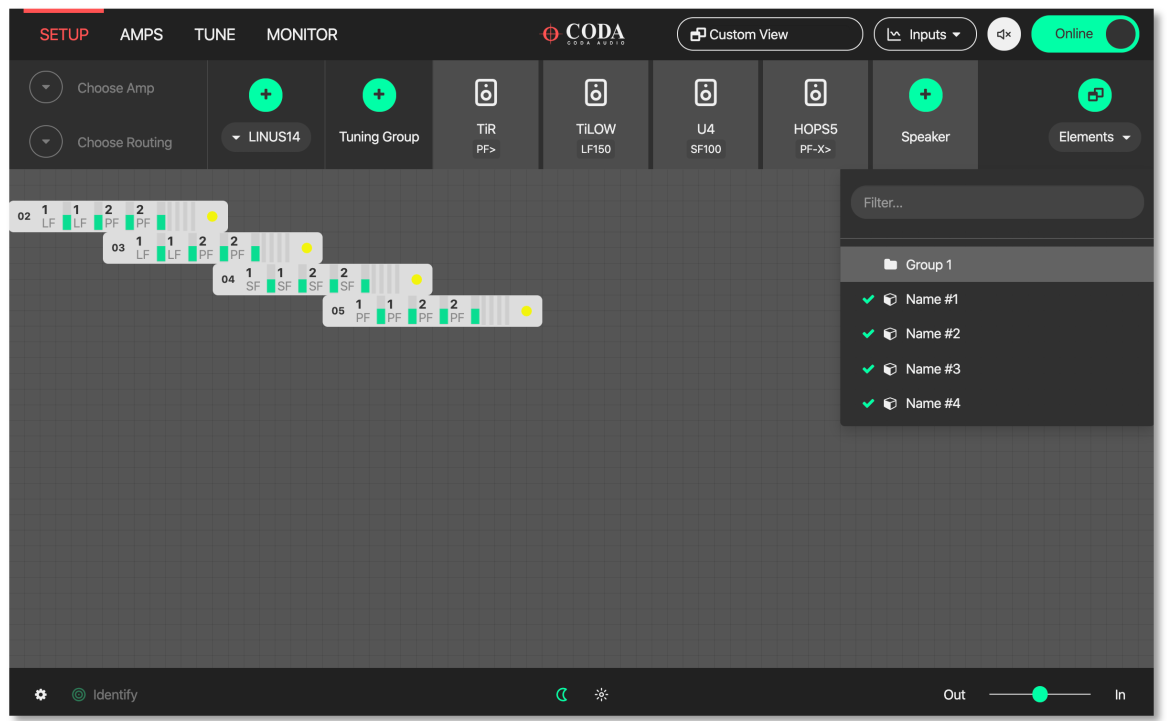 SETUP AMPS TUNE MONITOR CODA Custom View Inputs Online
CODA AUDIO
Choose Amp
Choose Routing
LINUS14
Tuning Group
TiR
PF>
TiLOW
LF150
U4
SF100
HOPS5
PF-X>
Speaker
Elements
Filter...
Group 1
Name #1
Name #2
Name #3
Name #4
02 1 1 2 2
LF LF PF PF
03 1 1 2 2
LF LF PF PF
04 1 1 2 2
SF SF SF SF
05 1 1 2 2
PF PF PF PF
Identify Out In